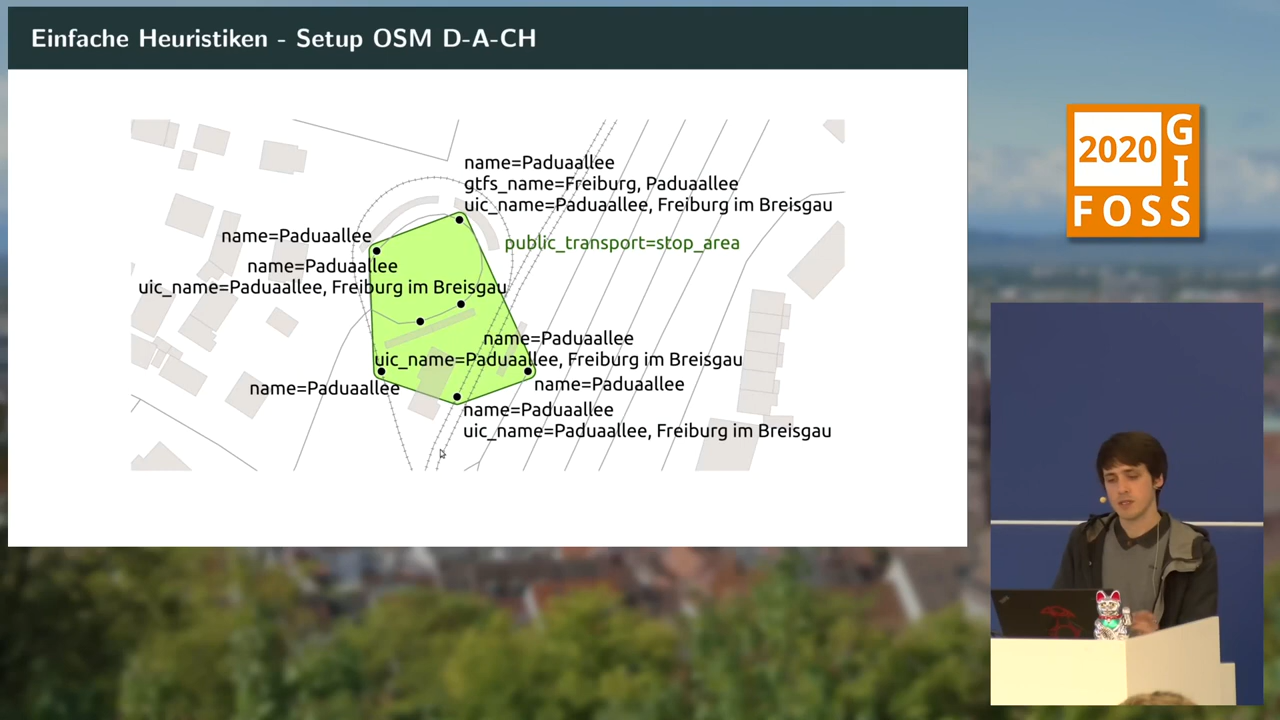 Einfache Heuristiken - Setup OSM D-A-CH
name=Paduaallee
gtfs_name=Freiburg, Paduaallee
uic_name=Paduaallee, Freiburg im Breisgau
name=Paduaallee
public_transport=stop_area
name=Paduaallee
uic_name=Paduaallee, Freiburg im Breisgau
name=Paduaallee
uic_name=Paduaallee, Freiburg im Breisgau
name=Paduaallee
name=Paduaallee
name=Paduaallee
uic_name=Paduaallee, Freiburg im Breisgau
2020
GIS
FOSS